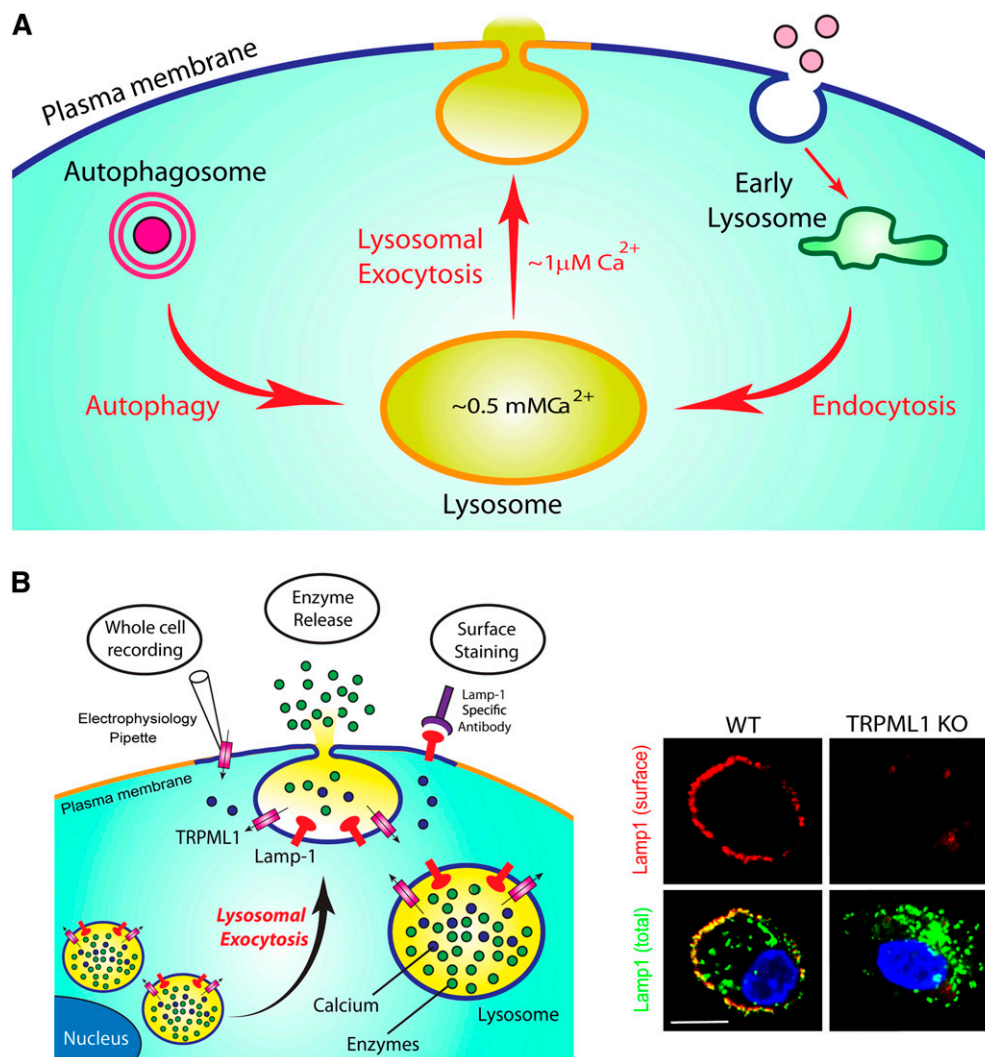 A
Plasma membrane
Autophagosome
Early
Lysosome
Lysosomal
Exocytosis
~1µM Ca2+
Autophagy
~0.5 mMCa2+
Endocytosis
Lysosome
B
Whole cell
recording
Enzyme
Release
Surface
Staining
Electrophysiology
Pipette
Lamp-1
Specific
Antibody
Plasma membrane
TRPML1
Lamp-1
Lysosomal
Exocytosis
Calcium
Enzymes
Lysosome
Nucleus
WT
TRPML1 KO
Lamp1 (surface)
Lamp1 (total)